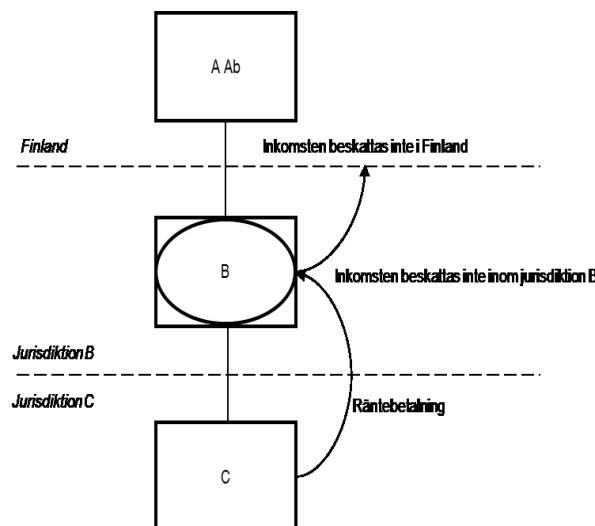 A Ab
Finland
Inkomsten beskattas inte i Finland
B
Inkomsten beskattas inte inom jurisdiktion B
Jurisdiktion B
Jurisdiktion C
Räntebetalning
C